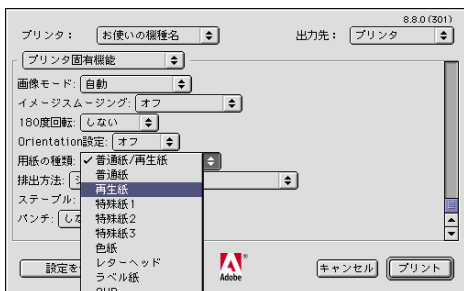 8.8.0 (301)
プリンタ： お使いの機種名 出力先： プリンタ
プリンタ固有機能
画像モード: 自動
イメージスムージング: オフ
180度回転: しない
Orientation設定: オフ
用紙の種類: ✓普通紙/再生紙
普通紙
排出方法:
再生紙
ステープル:
特殊紙1
パンチ: しな
特殊紙2
特殊紙3
色紙
レターヘッド
ラベル紙
設定を
Adobe
キャンセル プリント